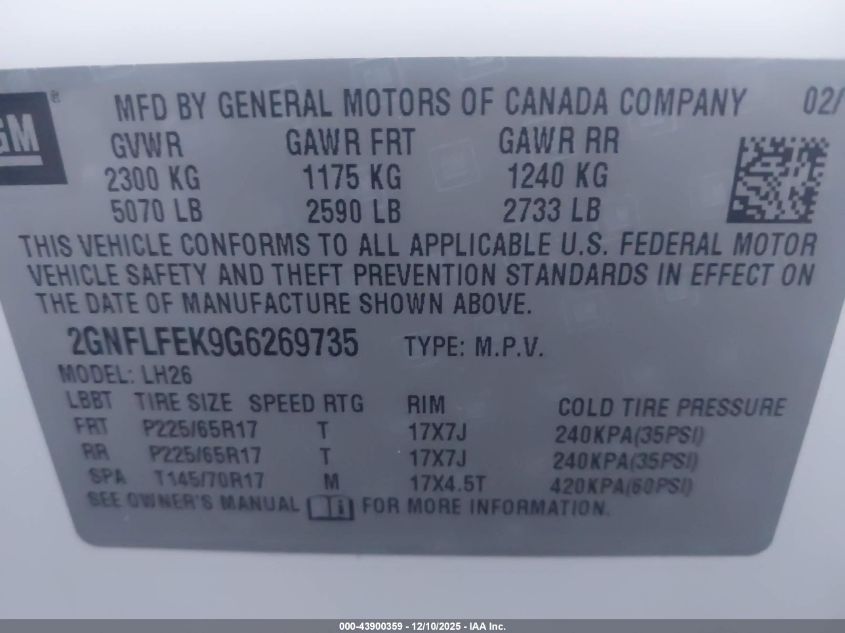 GM ®
MFD BY GENERAL MOTORS OF CANADA COMPANY 02/
GVWR GAWR FRT GAWR RR
2300 KG 1175 KG 1240 KG
5070 LB 2590 LB 2733 LB
THIS VEHICLE CONFORMS TO ALL APPLICABLE U.S. FEDERAL MOTOR
VEHICLE SAFETY AND THEFT PREVENTION STANDARDS IN EFFECT ON
THE DATE OF MANUFACTURE SHOWN ABOVE.
2GNFLFEK9G6269735 TYPE: M.P.V.
MODEL: LH26
LBBT TIRE SIZE SPEED RTG RIM COLD TIRE PRESSURE
FRT P225/65R17 T 17X7J 240KPA(35PSI)
RR P225/65R17 T 17X7J 240KPA(35PSI)
SPA T145/70R17 M 17X4.5T 420KPA(60PSI)
SEE OWNER'S MANUAL FOR MORE INFORMATION.
000-43900359 - 12/10/2025 - IAA Inc.